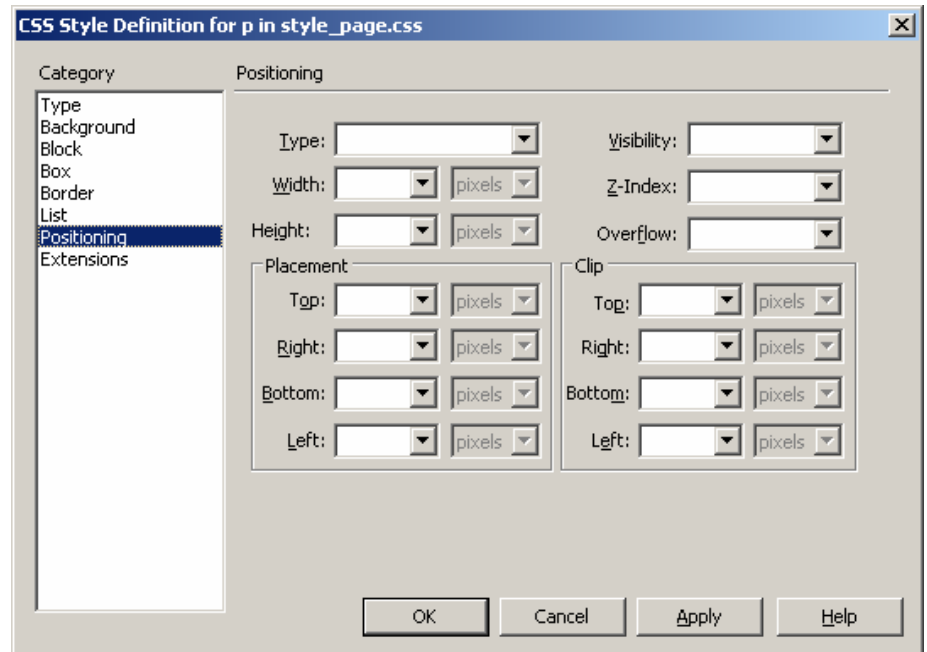 CSS Style Definition for p in style_page.css
Category
Type
Background
Block
Box
Border
List
Positioning
Extensions
Positioning
Type:
Visibility:
Width: pixels
Z-Index:
Height: pixels
Overflow:
Placement
Top: pixels
Right: pixels
Bottom: pixels
Left: pixels
Clip
Top: pixels
Right: pixels
Bottom: pixels
Left: pixels
OK
Cancel
Apply
Help